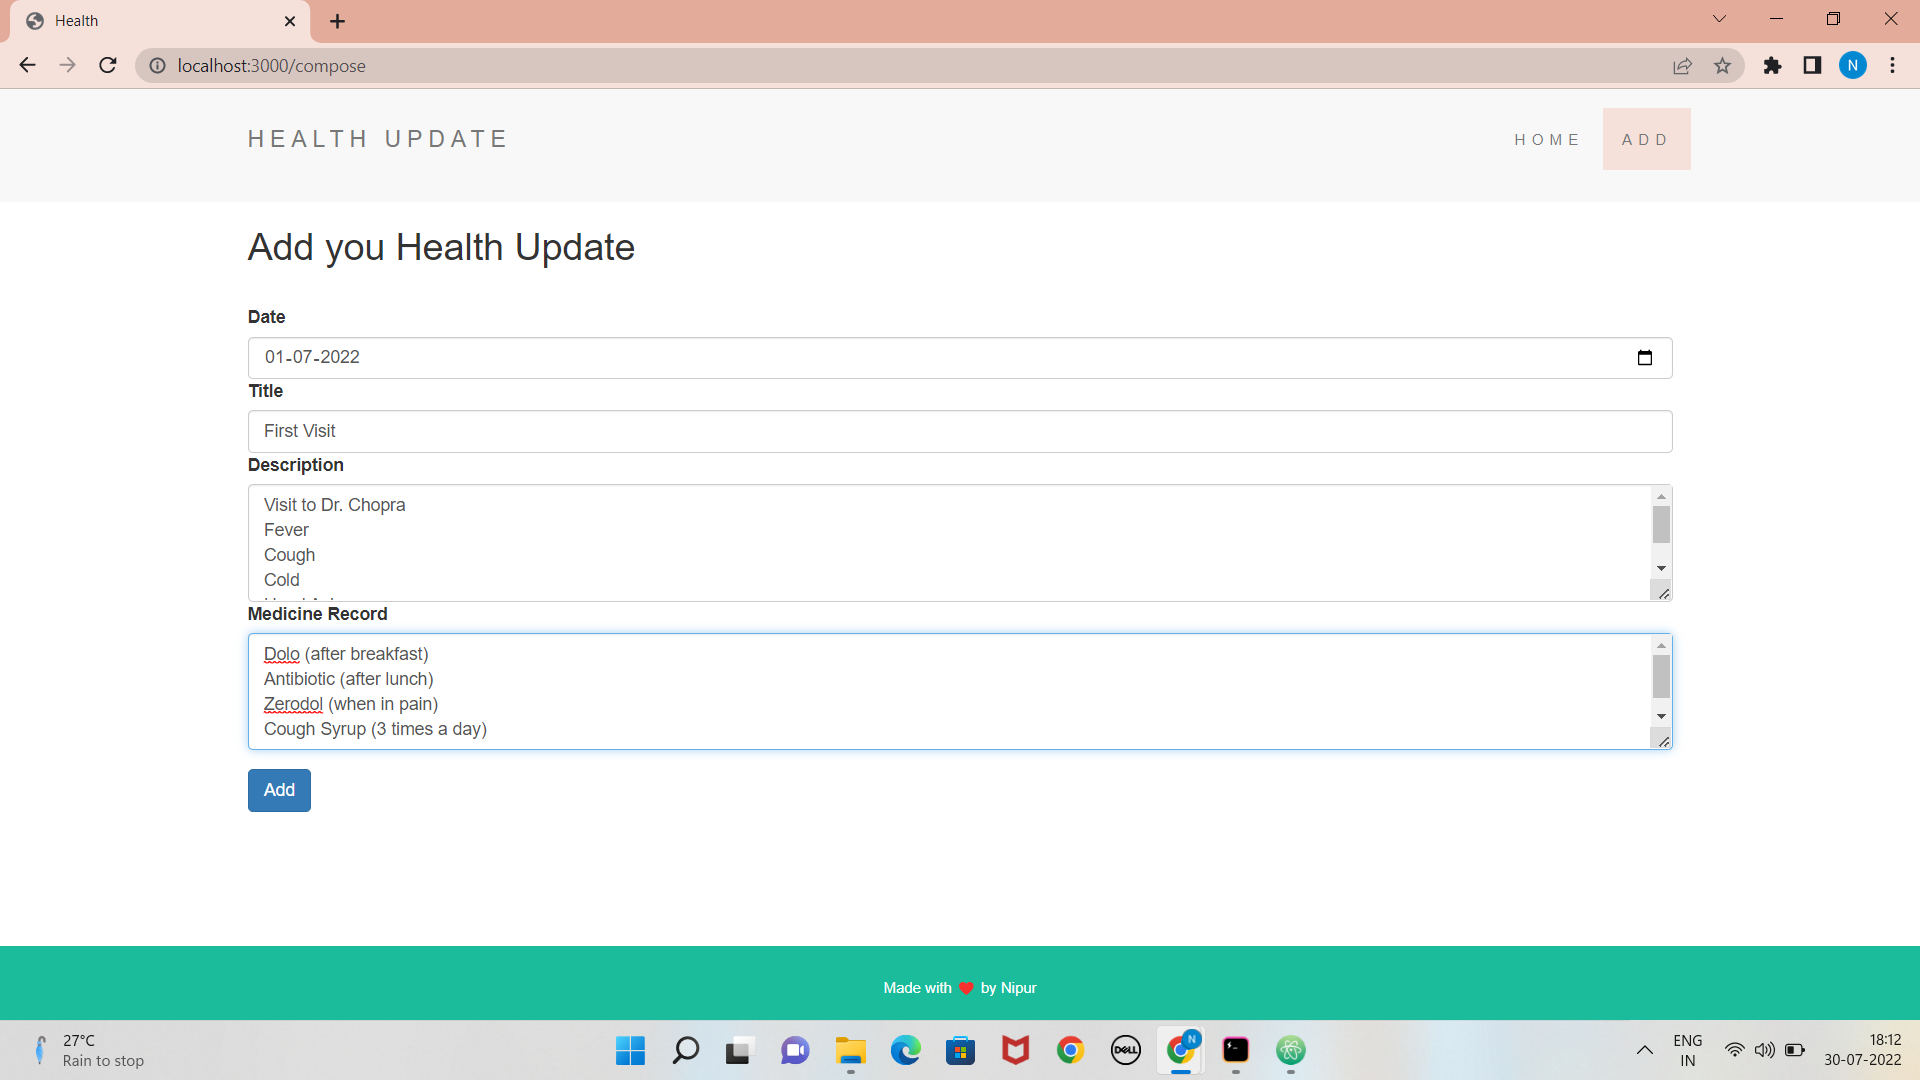 Health
localhost:3000/compose
N
HEALTH UPDATE
HOME
ADD
Add you Health Update
Date
01-07-2022
Title
First Visit
Description
Visit to Dr. Chopra
Fever
Cough
Cold
Medicine Record
Dolo (after breakfast)
Antibiotic (after lunch)
Zerodol (when in pain)
Cough Syrup (3 times a day)
Add
Made with ❤ by Nipur
27°C
Rain to stop
DELL
N
ENG
IN
18:12
30-07-2022